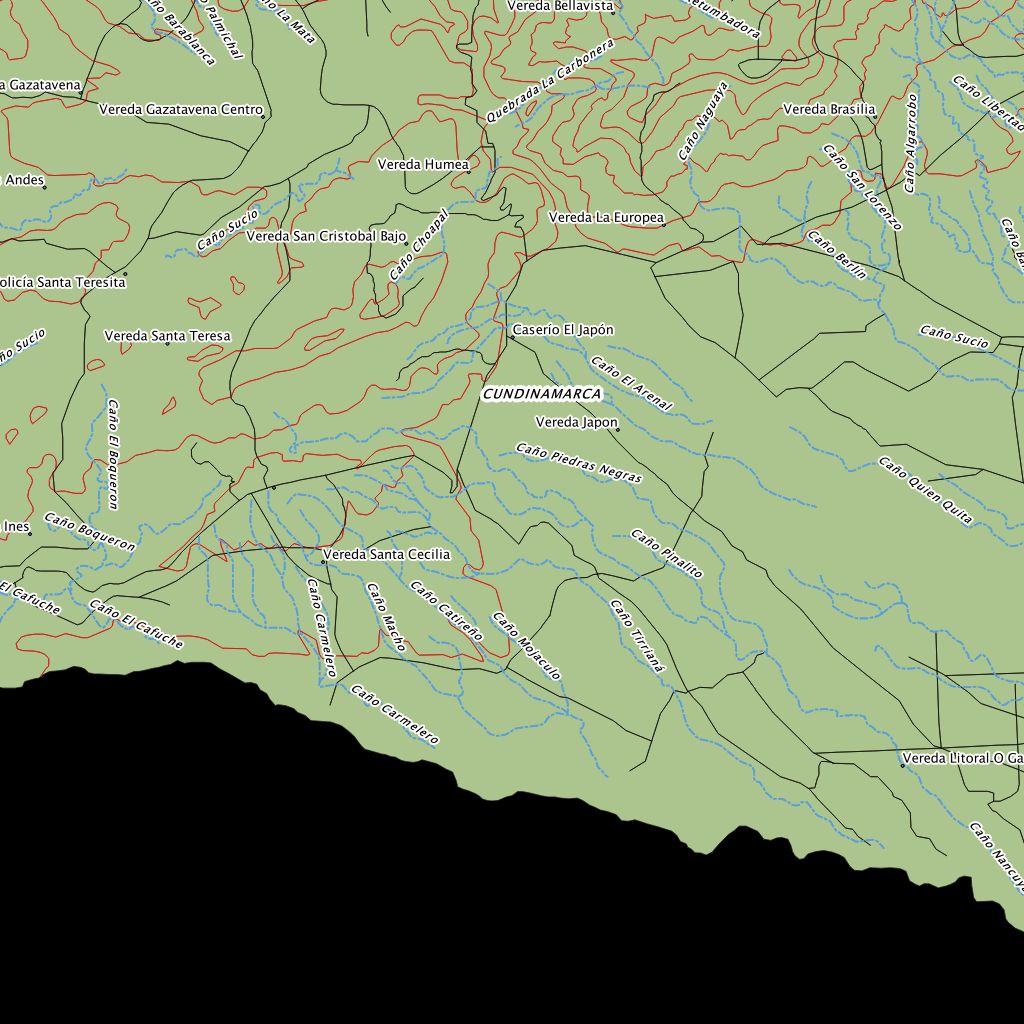 Vereda Bellavista
Caño Barablanca
Palmichal
La Mata
Retumbadora
Quebrada La Carbonera
Gazatavena
Vereda Gazatavena Centro
Caño Naguaya
Vereda Brasilia
Caño Algarrobo
Caño Libertad
Vereda Humea
Caño San Lorenzo
Andes
Caño Sucio
Vereda La Europea
Vereda San Cristobal Bajo
Caño Choapal
Caño Berlín
olicía Santa Teresita
Vereda Santa Teresa
ño Sucio
Caserío El Japón
Caño Sucio
Caño El Arenal
CUNDINAMARCA
Vereda Japon
Caño El Boqueron
Caño Piedras Negras
Caño Quien Quita
Ines
Caño Boqueron
Vereda Santa Cecilia
Caño Pinalito
El Cafuche
Caño El Cafuche
Caño Carmelero
Caño Macho
Caño Catireño
Caño Mojaculo
Caño Tirrianá
Caño Carmelero
Vereda Litoral O Ga
Caño Nancuya